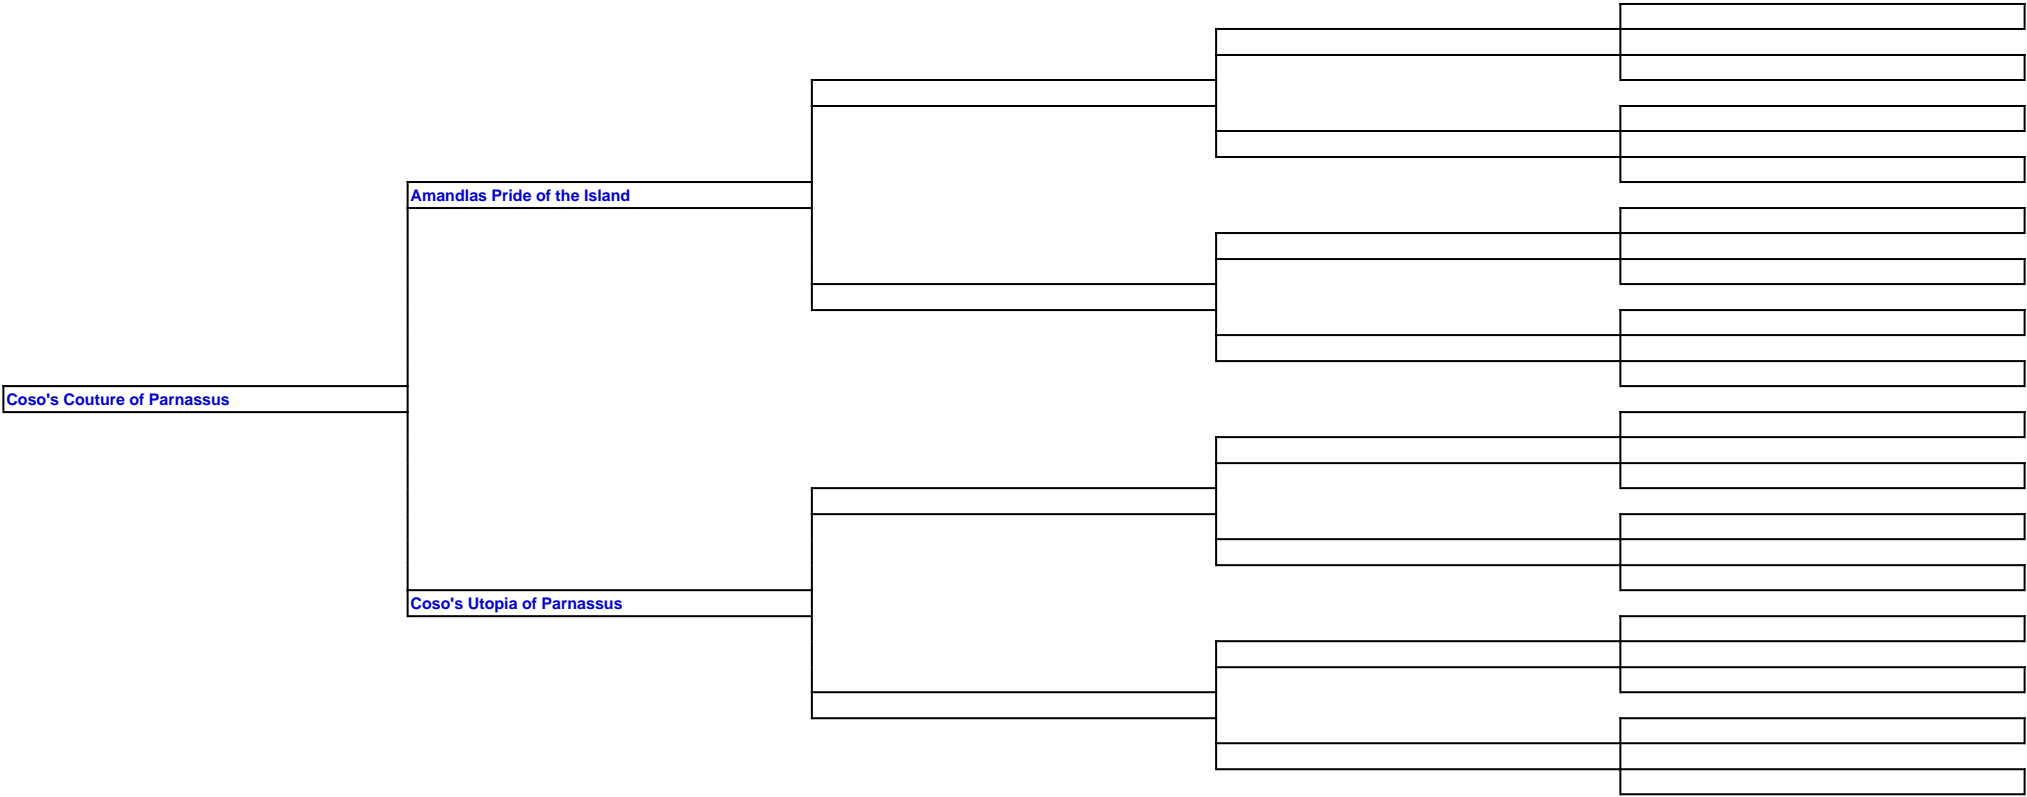 Amandlas Pride of the Island
Coso's Couture of Parnassus
Coso's Utopia of Parnassus